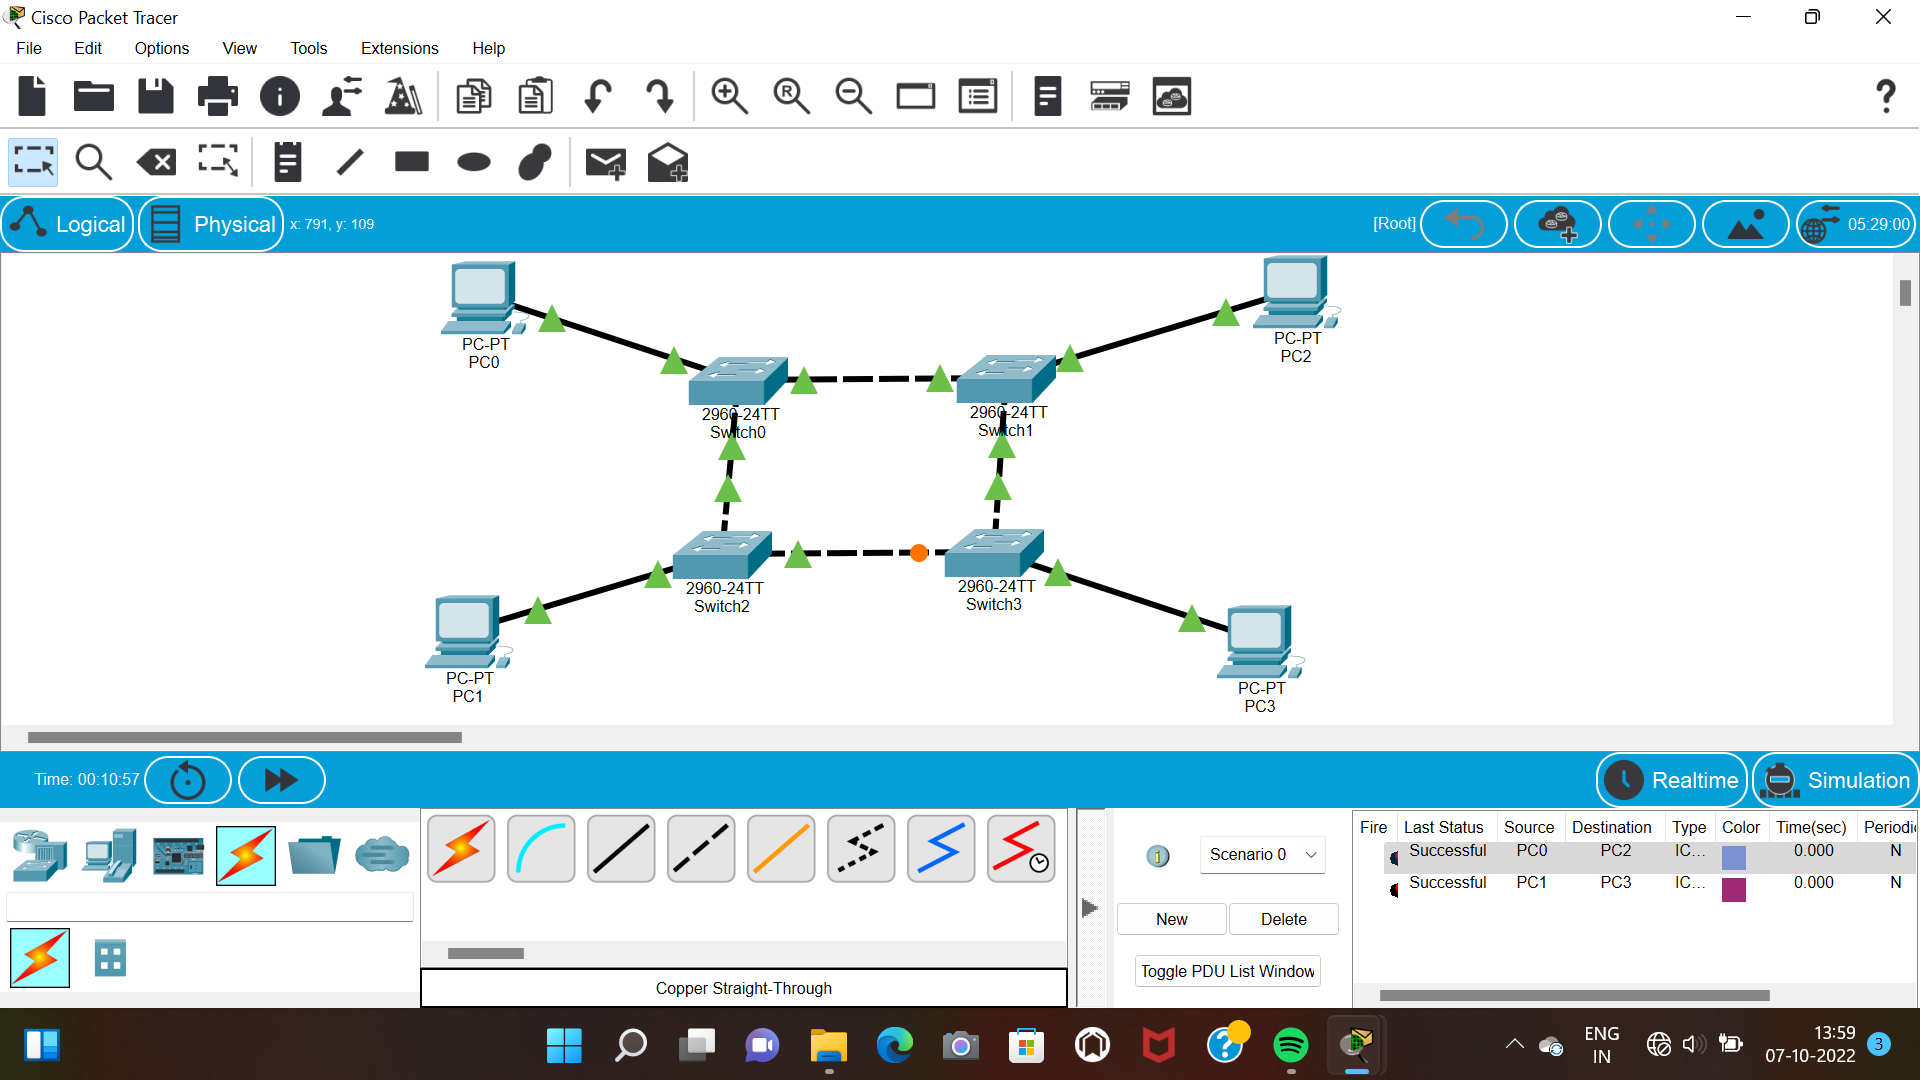 Cisco Packet Tracer
File Edit Options View Tools Extensions Help
R
?
Logical Physical x: 791, y: 109 [Root] 05:29:00
PC-PT
PC0
PC-PT
PC2
2960-24TT
Switch0
2960-24TT
Switch1
2960-24TT
Switch2
2960-24TT
Switch3
PC-PT
PC1
PC-PT
PC3
Time: 00:10:57 Realtime Simulation
Scenario 0
New Delete
Toggle PDU List Window
Copper Straight-Through
Fire Last Status Source Destination Type Color Time(sec) Periodi
Successful PC0 PC2 IC... 0.000 N
Successful PC1 PC3 IC... 0.000 N
ENG
IN
13:59
07-10-2022
3